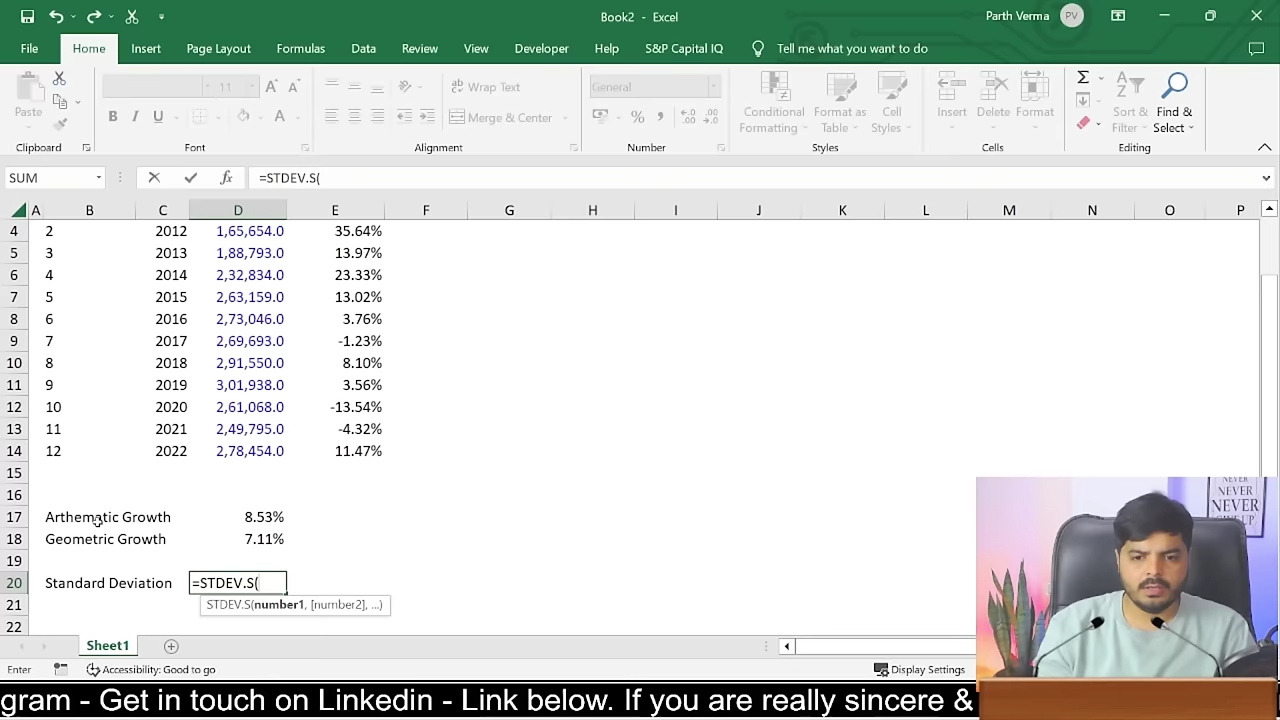 Book2 - Excel
Parth Verma PV
File Home Insert Page Layout Formulas Data Review View Developer Help S&P Capital IQ Tell me what you want to do
Paste
Clipboard
11 A A
B I U A
Font
Wrap Text
Merge & Center
Alignment
General
% , .00 .0
Number
Conditional Formatting
Format as Table
Cell Styles
Styles
Insert Delete Format
Cells
Σ
Sort & Filter
Find & Select
Editing
SUM fx =STDEV.S(
A B C D E F G H I J K L M N O P
4 2 2012 1,65,654.0 35.64%
5 3 2013 1,88,793.0 13.97%
6 4 2014 2,32,834.0 23.33%
7 5 2015 2,63,159.0 13.02%
8 6 2016 2,73,046.0 3.76%
9 7 2017 2,69,693.0 -1.23%
10 8 2018 2,91,550.0 8.10%
11 9 2019 3,01,938.0 3.56%
12 10 2020 2,61,068.0 -13.54%
13 11 2021 2,49,795.0 -4.32%
14 12 2022 2,78,454.0 11.47%
15
16
17 Arthematic Growth 8.53%
18 Geometric Growth 7.11%
19
20 Standard Deviation =STDEV.S(
21 STDEV.S(number1, [number2], ...)
22
Sheet1
Enter Accessibility: Good to go Display Settings
gram - Get in touch on Linkedin - Link below. If you are really sincere &